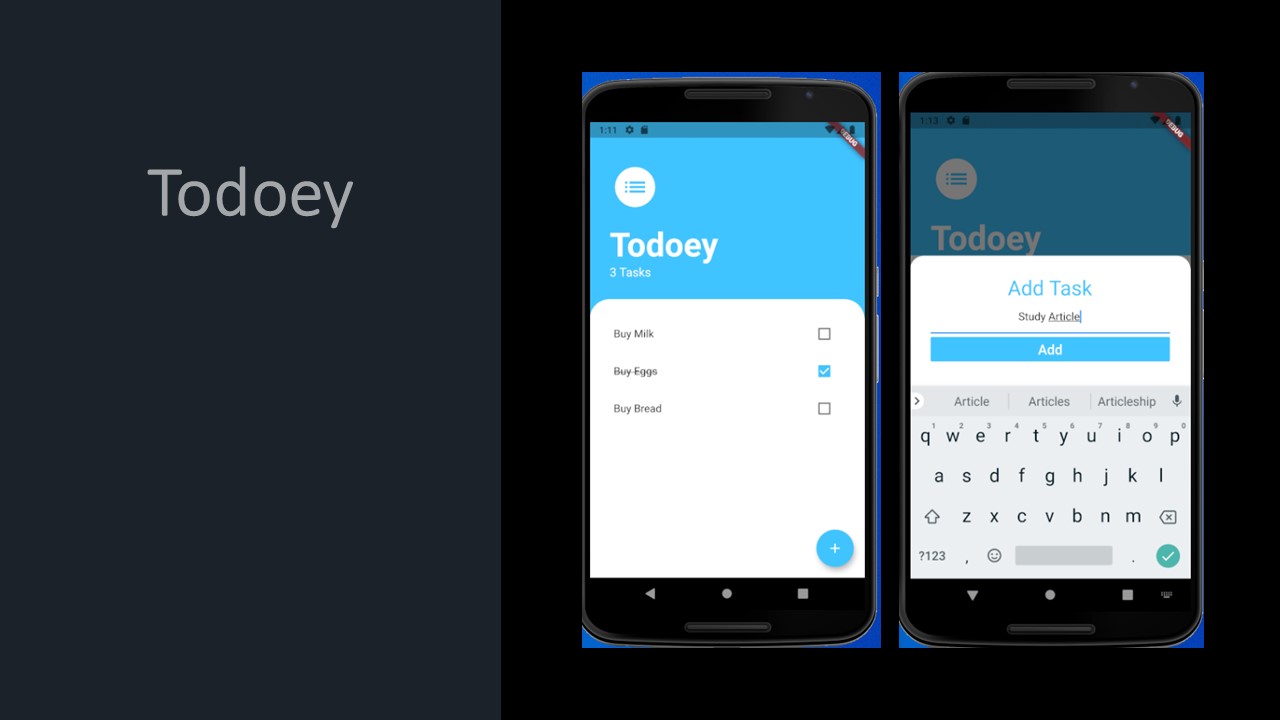 Todoey
1:11
DEBUG
Todoey
3 Tasks
Buy Milk
Buy Eggs
Buy Bread
+
1:13
DEBUG
Todoey
Add Task
Study Article
Add
Article Articles Articleship
1 2 3 4 5 6 7 8 9 0
q w e r t y u i o p
a s d f g h j k l
z x c v b n m
?123 , .